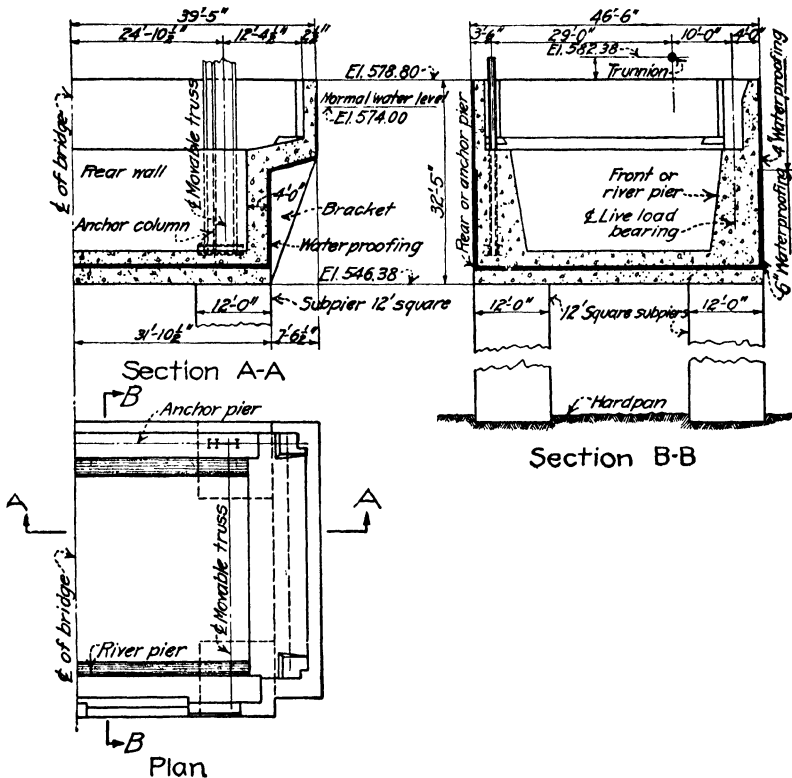 39'-5"
24'-10½" 12'-4½" 2½"
El. 578.80
Normal water level
El. 574.00
℄ of bridge
℄ Movable truss
Rear wall
4'-0"
Anchor column
Bracket
Waterproofing
El. 546.38
12'-0"
Subpier 12' square
31'-10½" 7'-6½"
Section A-A
32'-5"
46'-6"
3'-6" 29'-0" 10'-0" 4'-0"
El. 582.38
Trunnion
Rear or anchor pier
Front or
river pier
℄ Live load
bearing
4" Waterproofing
6" Waterproofing
12'-0" 12' Square subpiers 12'-0"
Hardpan
Section B-B
B
Anchor pier
A A
℄ of bridge
℄ Movable truss
River pier
B
Plan